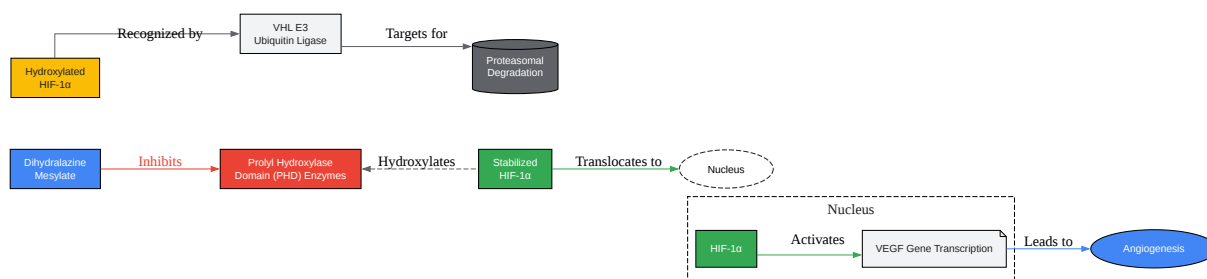 Recognized by
VHL E3
Ubiquitin Ligase
Targets for
Proteasomal
Degradation
Hydroxylated
HIF-1α
Dihydralazine
Mesylate
Inhibits
Prolyl Hydroxylase
Domain (PHD) Enzymes
Hydroxylates
Stabilized
HIF-1α
Translocates to
Nucleus
Nucleus
HIF-1α
Activates
VEGF Gene Transcription
Leads to
Angiogenesis